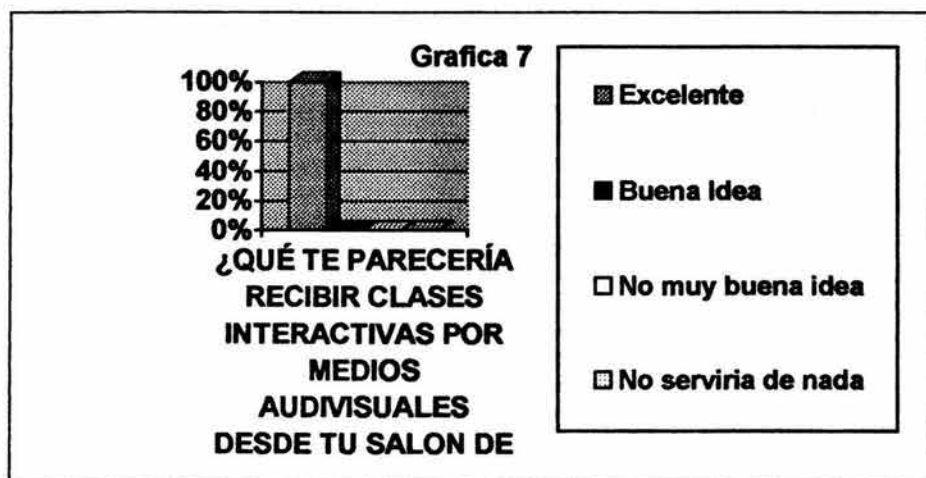 Grafica 7
100%
80%
60%
40%
20%
0%
¿QUÉ TE PARECERÍA
RECIBIR CLASES
INTERACTIVAS POR
MEDIOS
AUDIVISUALES
DESDE TU SALON DE
Excelente
Buena idea
No muy buena idea
No serviria de nada